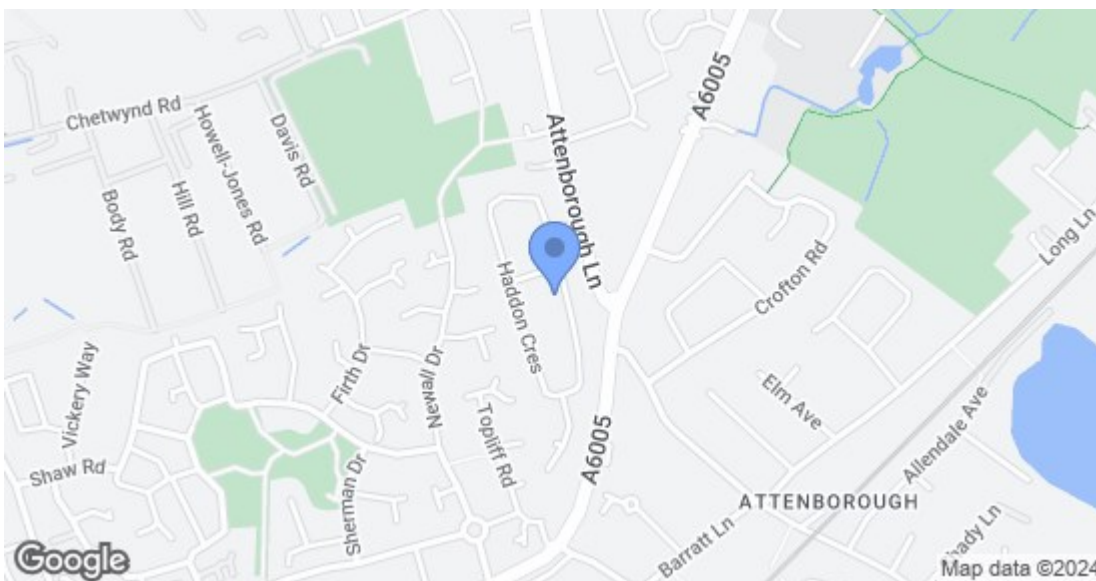 Chetwynd Rd
Howell-Jones Rd
Davis Rd
Hill Rd
Body Rd
Attenborough Ln
A6005
Long Ln
Crofton Rd
Haddon Cres
Newall Dr
Firth Dr
Vickery Way
Topliff Rd
Elm Ave
Allendale Ave
Shaw Rd
Sherman Dr
A6005
ATTENBOROUGH
Barratt Ln
Ln
Google
Map data ©2024